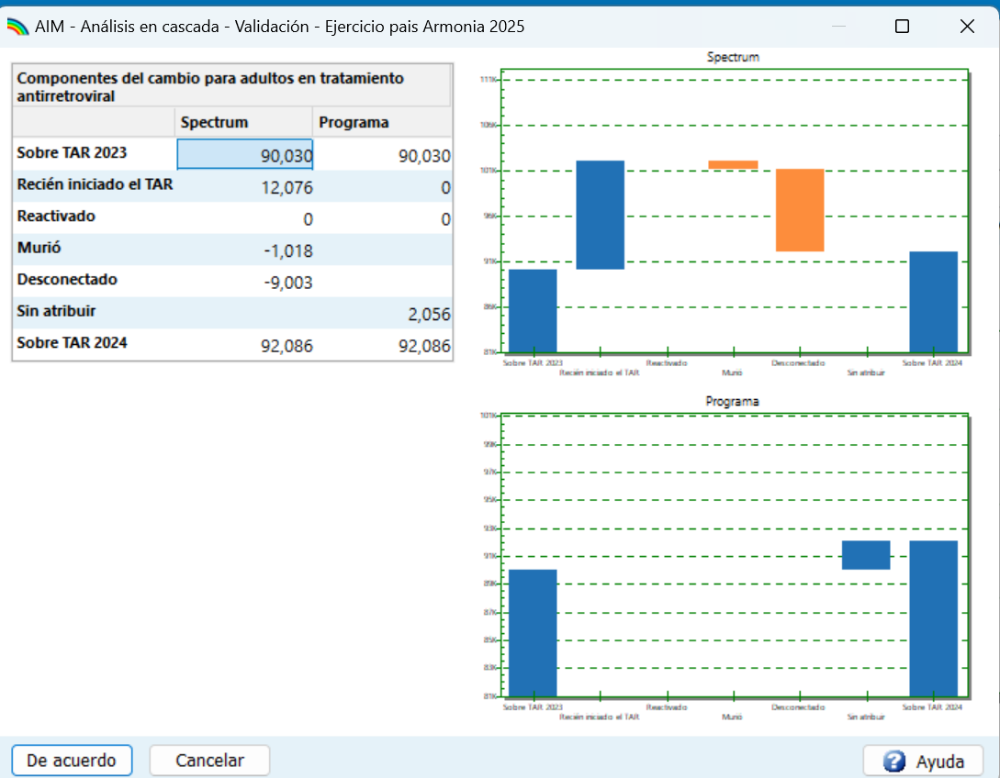 AIM - Análisis en cascada - Validación - Ejercicio pais Armonia 2025
Componentes del cambio para adultos en tratamiento
antirretroviral
Spectrum Programa
Sobre TAR 2023 90,030 90,030
Recién iniciado el TAR 12,076 0
Reactivado 0 0
Murió -1,018
Desconectado -9,003
Sin atribuir 2,056
Sobre TAR 2024 92,086 92,086
Spectrum
111K
106K
101K
96K
91K
86K
81K
Sobre TAR 2023 Reactivado Desconectado Sobre TAR 2024
Recién iniciado el TAR Murió Sin atribuir
Programa
101K
99K
97K
95K
93K
91K
89K
87K
85K
83K
81K
Sobre TAR 2023 Reactivado Desconectado Sobre TAR 2024
Recién iniciado el TAR Murió Sin atribuir
De acuerdo Cancelar Ayuda